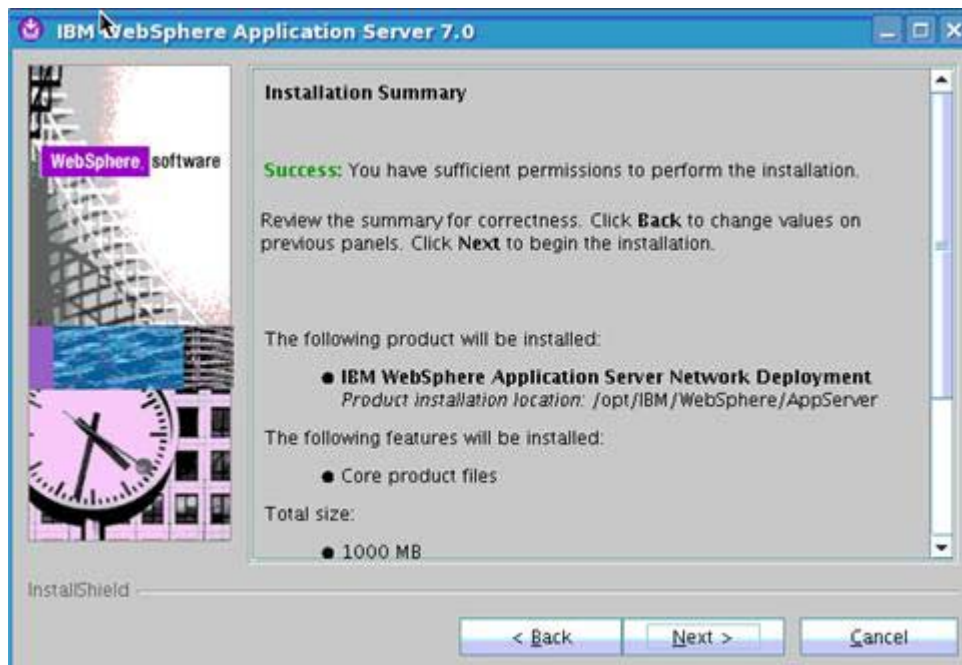 IBM WebSphere Application Server 7.0
WebSphere. software
Installation Summary
Success: You have sufficient permissions to perform the installation.
Review the summary for correctness. Click Back to change values on
previous panels. Click Next to begin the installation.
The following product will be installed:
● IBM WebSphere Application Server Network Deployment
Product installation location: /opt/IBM/WebSphere/AppServer
The following features will be installed:
● Core product files
Total size:
● 1000 MB
InstallShield
< Back
Next >
Cancel